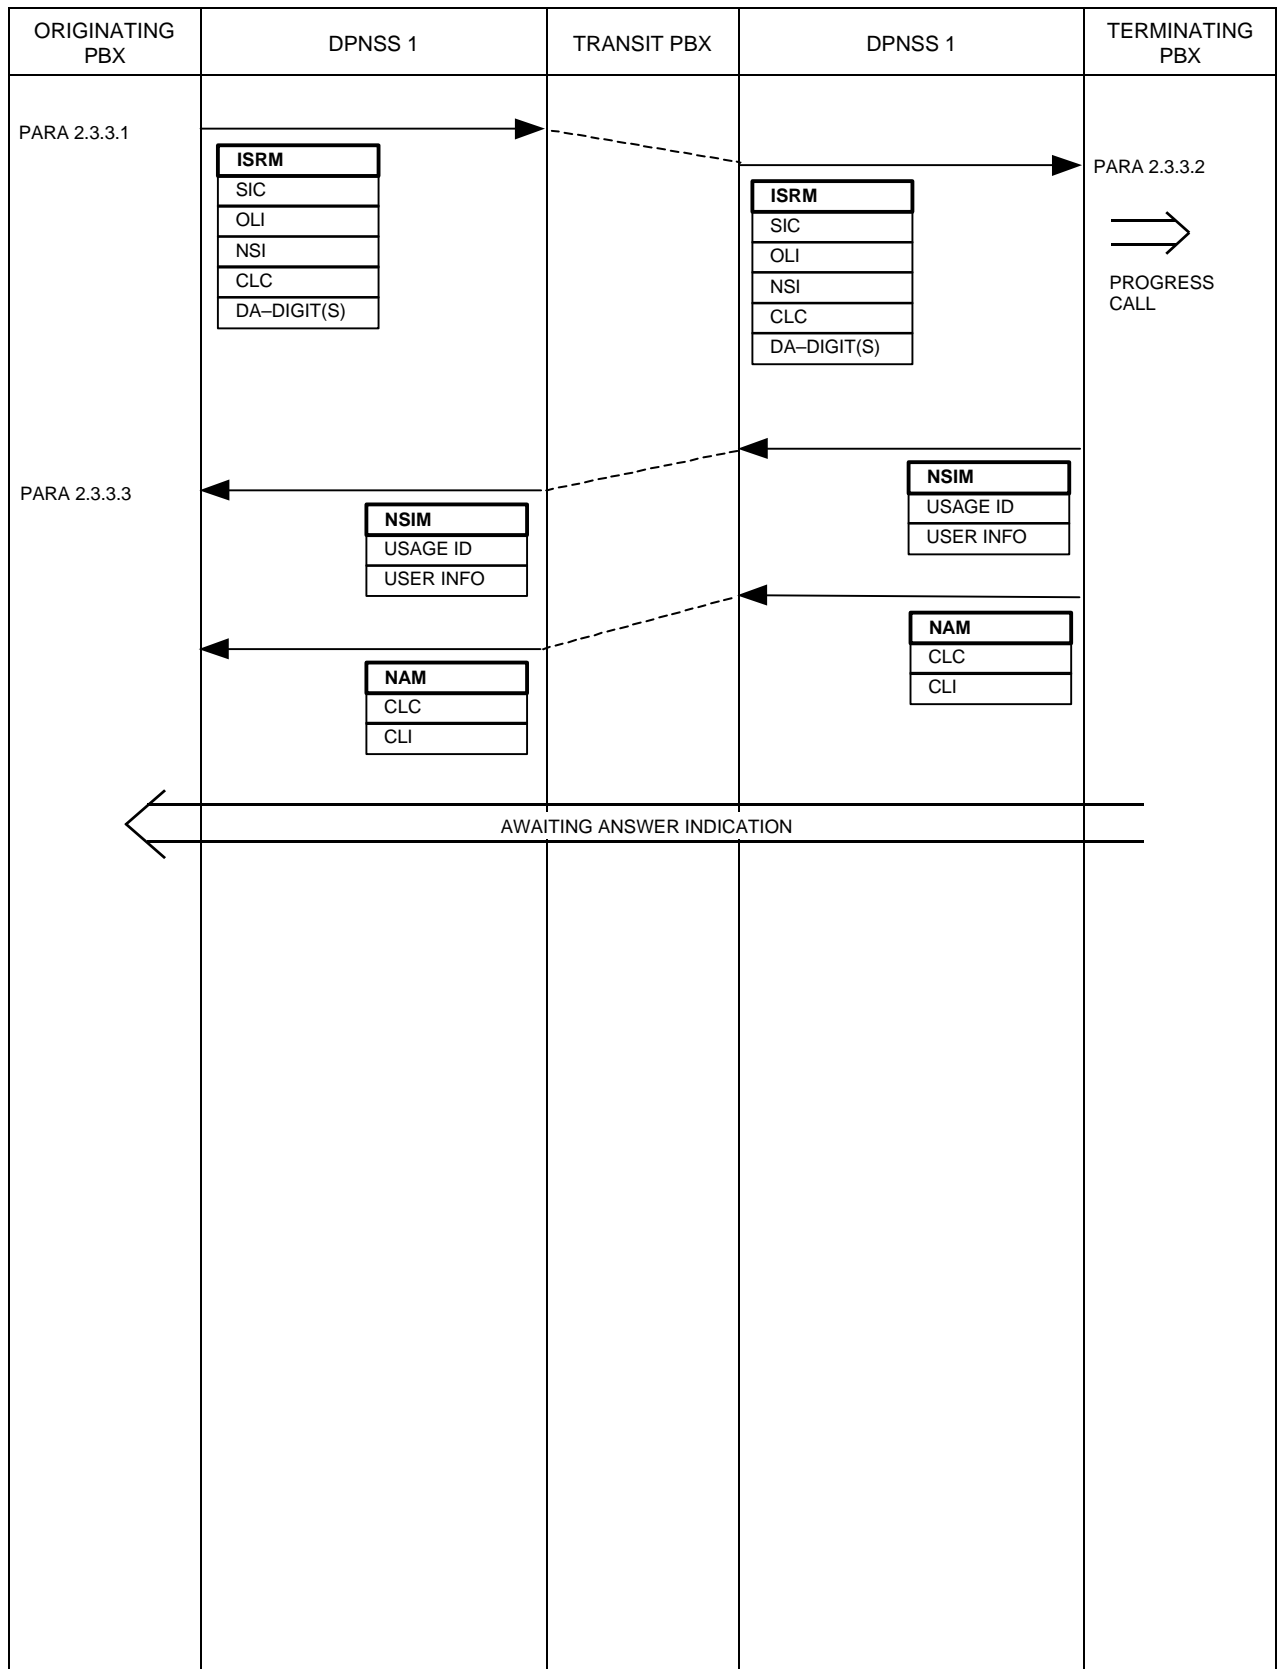 ORIGINATING
PBX
DPNSS 1
TRANSIT PBX
DPNSS 1
TERMINATING
PBX
PARA 2.3.3.1
ISRM
SIC
OLI
NSI
CLC
DA–DIGIT(S)
PARA 2.3.3.2
ISRM
SIC
OLI
NSI
CLC
DA–DIGIT(S)
PROGRESS
CALL
PARA 2.3.3.3
NSIM
USAGE ID
USER INFO
NSIM
USAGE ID
USER INFO
NAM
CLC
CLI
NAM
CLC
CLI
AWAITING ANSWER INDICATION